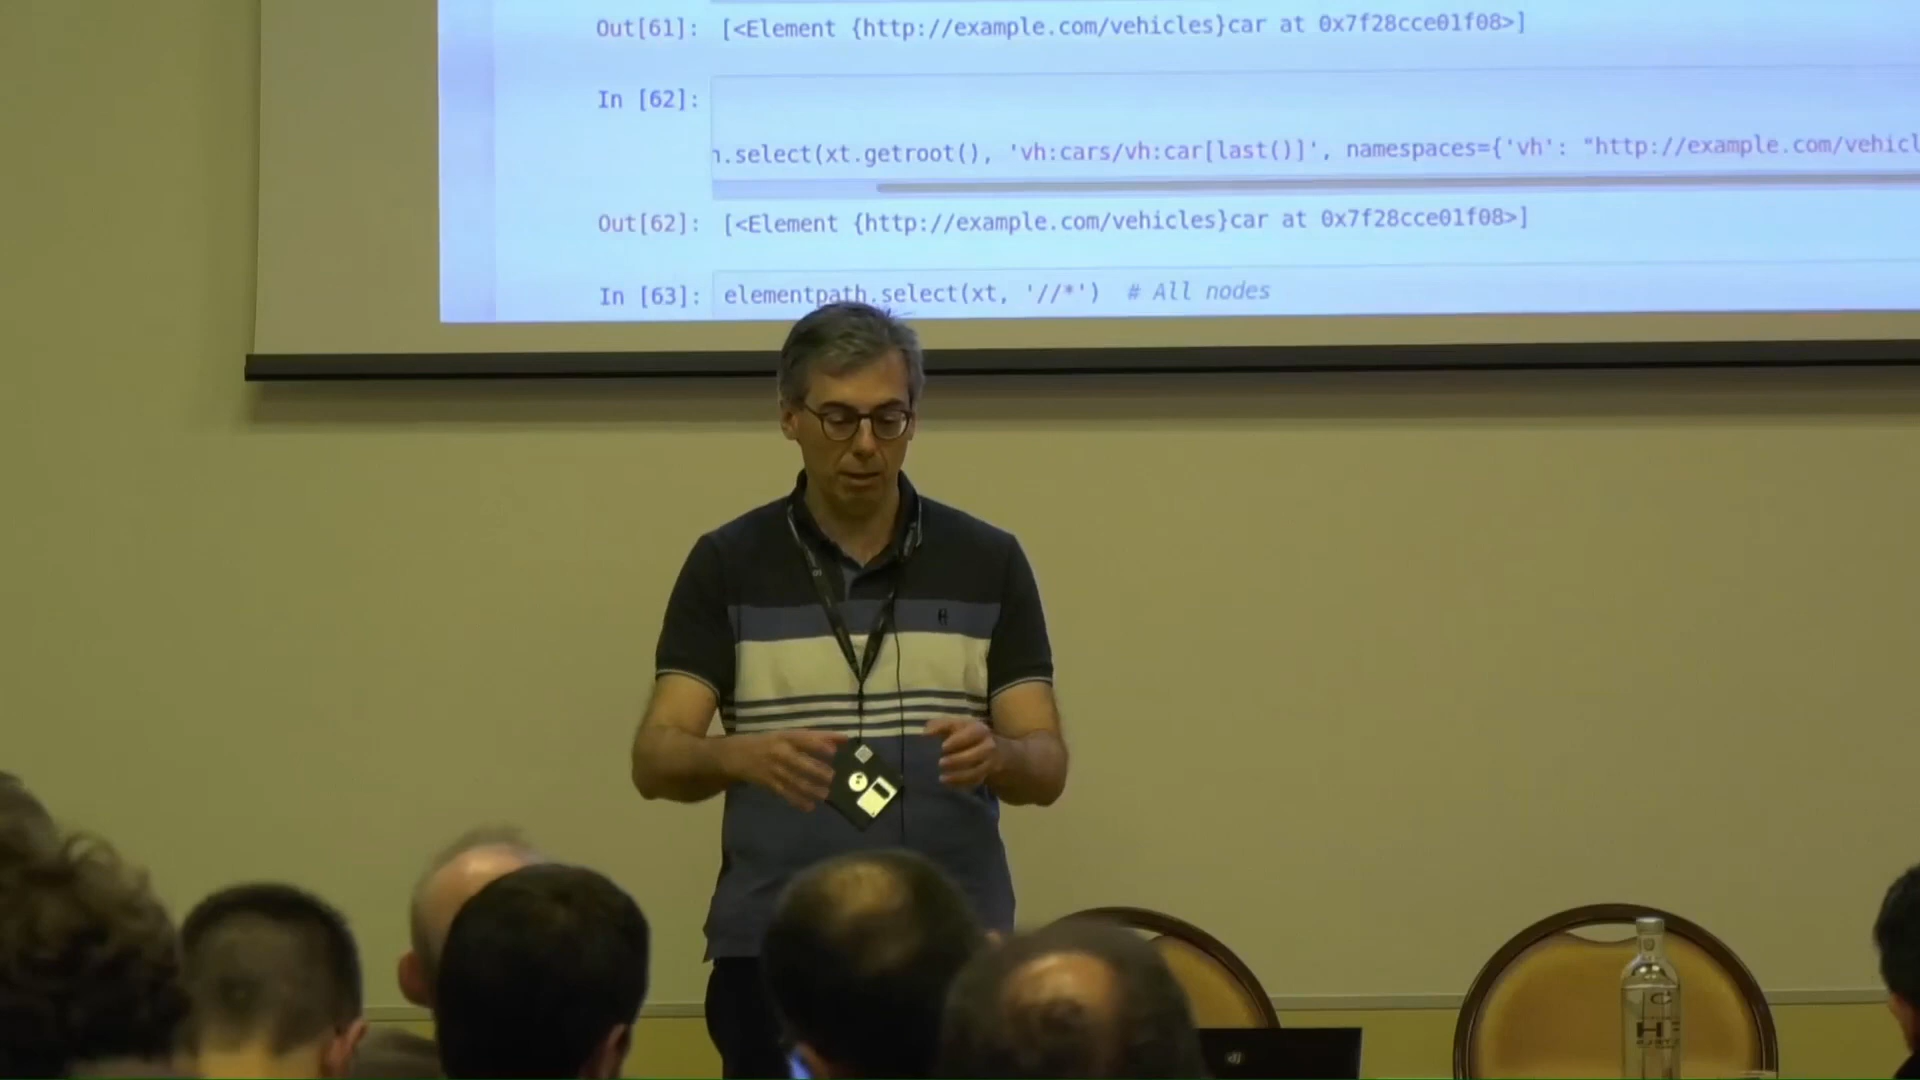 Out[61]: [<Element {http://example.com/vehicles}car at 0x7f28cce01f08>]
In [62]:
.select(xt.getroot(), 'vh:cars/vh:car[last()]', namespaces={'vh': "http://example.com/vehicl
Out[62]: [<Element {http://example.com/vehicles}car at 0x7f28cce01f08>]
In [63]: elementpath.select(xt, '//*') # All nodes
dj